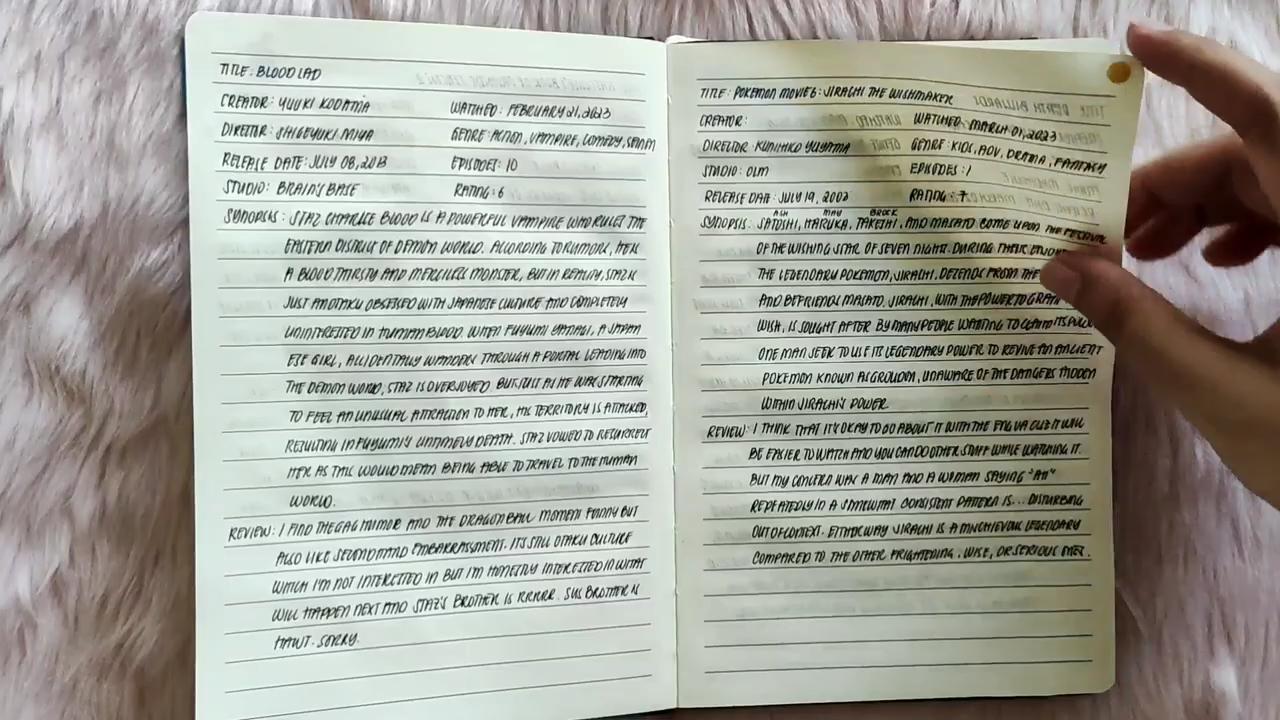 TITLE: BLOOD LAD
CREATOR: YUUKI KODAMA WATCHED: FEBRUARY 21, 2023
DIRECTOR: SHIGEYUKI MIYA GENRE: ACTION, VAMPIRE, COMEDY,
RELEASE DATE: JULY 08, 2013 EPISODES: 10
STUDIO: BRAIN'S BASE RATING: 6
SYNOPSIS: STAZ CHARLIE BLOOD IS A POWERFUL VAMPIRE WHO RULES THE
EASTERN DISTRICT OF DEMON WORLD. ACCORDING TO RUMORS, HE IS
A BLOODTHIRSTY AND MERCILESS MONSTER, BUT IN REALITY, STAZ IS
JUST AN OTAKU OBSESSED WITH JAPANESE CULTURE AND COMPLETELY
UNINTERESTED IN HUMAN BLOOD. WHEN FUYUMI YANAGI, A JAPAN
ESE GIRL, ACCIDENTALLY WANDERS THROUGH A PORTAL LEADING INTO
THE DEMON WORLD, STAZ IS OVERJOYED BUT JUST AS HE WAS STARTING
TO FEEL AN UNUSUAL ATTRACTION TO HER, HIS TERRITORY IS ATTACKED,
RESULTING IN FUYUMI'S UNTIMELY DEATH. STAZ VOWED TO RESURRECT
HER AS THIS WOULD MEAN BEING ABLE TO TRAVEL TO THE HUMAN
WORLD.
REVIEW: I FIND THE GAG HUMOR AND THE DRAGON BALL MOMENT FUNNY BUT
ALSO LIKE SECONDHAND EMBARRASSMENT. IT'S STILL OTAKU CULTURE
WHICH I'M NOT INTERESTED IN BUT I'M HONESTLY INTERESTED IN WHAT
WILL HAPPEN NEXT AND STAZ'S BROTHER IS RRRRR. SIS BROTHER IS
HAWT. SORRY.
TITLE: POKEMON MOVIE 6: JIRACHI THE WISHMAKER
CREATOR: WATCHED: MARCH 01, 2023
DIRECTOR: KUNIHIKO YUYAMA GENRE: KIDS, ADV, DRAMA, FANTASY
STUDIO: OLM EPISODES: 1
RELEASE DATE: JULY 19, 2003 RATING: 7
ASH MAY BROCK
SYNOPSIS: SATOSHI, HARUKA, TAKESHI, AND MASATO COME UPON THE FESTIVAL
OF THE WISHING STAR OF SEVEN NIGHT. DURING THEIR
THE LEGENDARY POKEMON, JIRACHI, DEFENDS FROM THE
AND BEFRIENDS MASATO. JIRACHI, WITH THE POWER TO GRANT
WISH, IS SOUGHT AFTER BY MANY PEOPLE WANTING TO CLAIM ITS
ONE MAN SEEK TO USE ITS LEGENDARY POWER TO REVIVE AN ANCIENT
POKEMON KNOWN AS GROUDON, UNAWARE OF THE DANGERS HIDDEN
WITHIN JIRACHI'S POWER
REVIEW: I THINK THAT IT'S OKAY TO GO ABOUT IT WITH THE ENG VA CUZ IT WILL
BE EASIER TO WATCH AND YOU CAN DO OTHER STUFF WHILE WATCHING IT.
BUT MY CONCERN WAS A MAN AND A WOMAN SAYING "AH"
REPEATEDLY IN A SOMEWHAT CONSISTENT PATTERN IS... DISTURBING
OUT OF CONTEXT. EITHER WAY JIRACHI IS A MISCHIEVOUS LEGENDARY
COMPARED TO THE OTHER FRIGHTENING, WISE, OR SERIOUS ONES.